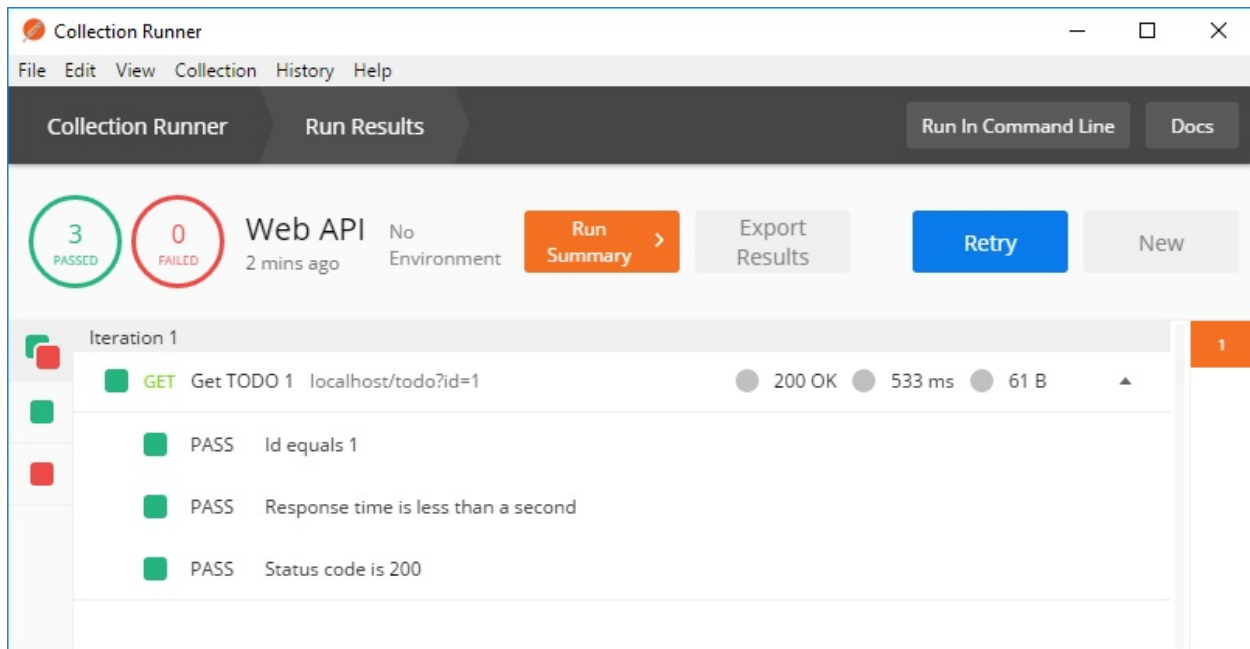 Collection Runner
File Edit View Collection History Help
Collection Runner Run Results Run In Command Line Docs
3
PASSED
0
FAILED
Web API
2 mins ago
No
Environment
Run
Summary
Export
Results
Retry
New
Iteration 1
1
GET Get TODO 1 localhost/todo?id=1 200 OK 533 ms 61 B
PASS Id equals 1
PASS Response time is less than a second
PASS Status code is 200